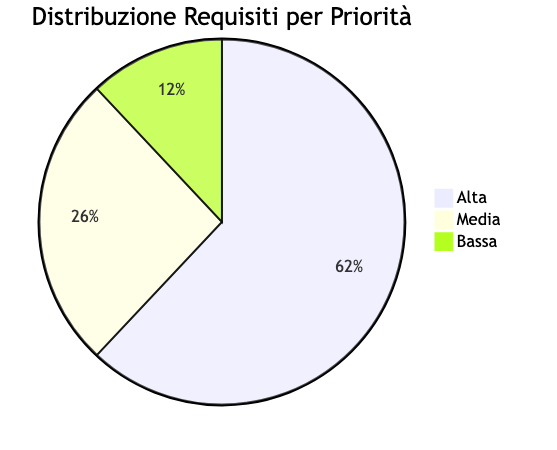 Distribuzione Requisiti per Priorità
12%
26%
62%
Alta
Media
Bassa